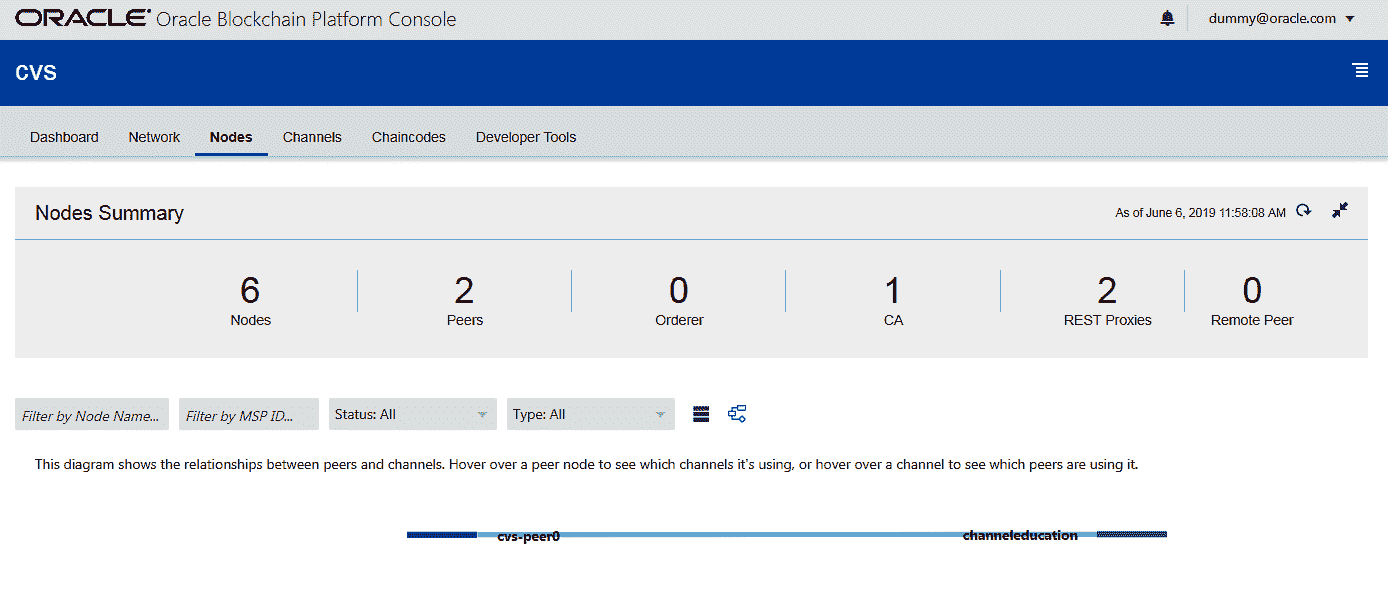 ORACLE® Oracle Blockchain Platform Console dummy@oracle.com
CVS
Dashboard Network Nodes Channels Chaincodes Developer Tools
Nodes Summary As of June 6, 2019 11:58:08 AM
6 2 0 1 2 0
Nodes Peers Orderer CA REST Proxies Remote Peer
Filter by Node Name... Filter by MSP ID... Status: All Type: All
This diagram shows the relationships between peers and channels. Hover over a peer node to see which channels it's using, or hover over a channel to see which peers are using it.
cvs-peer0 channeleducation